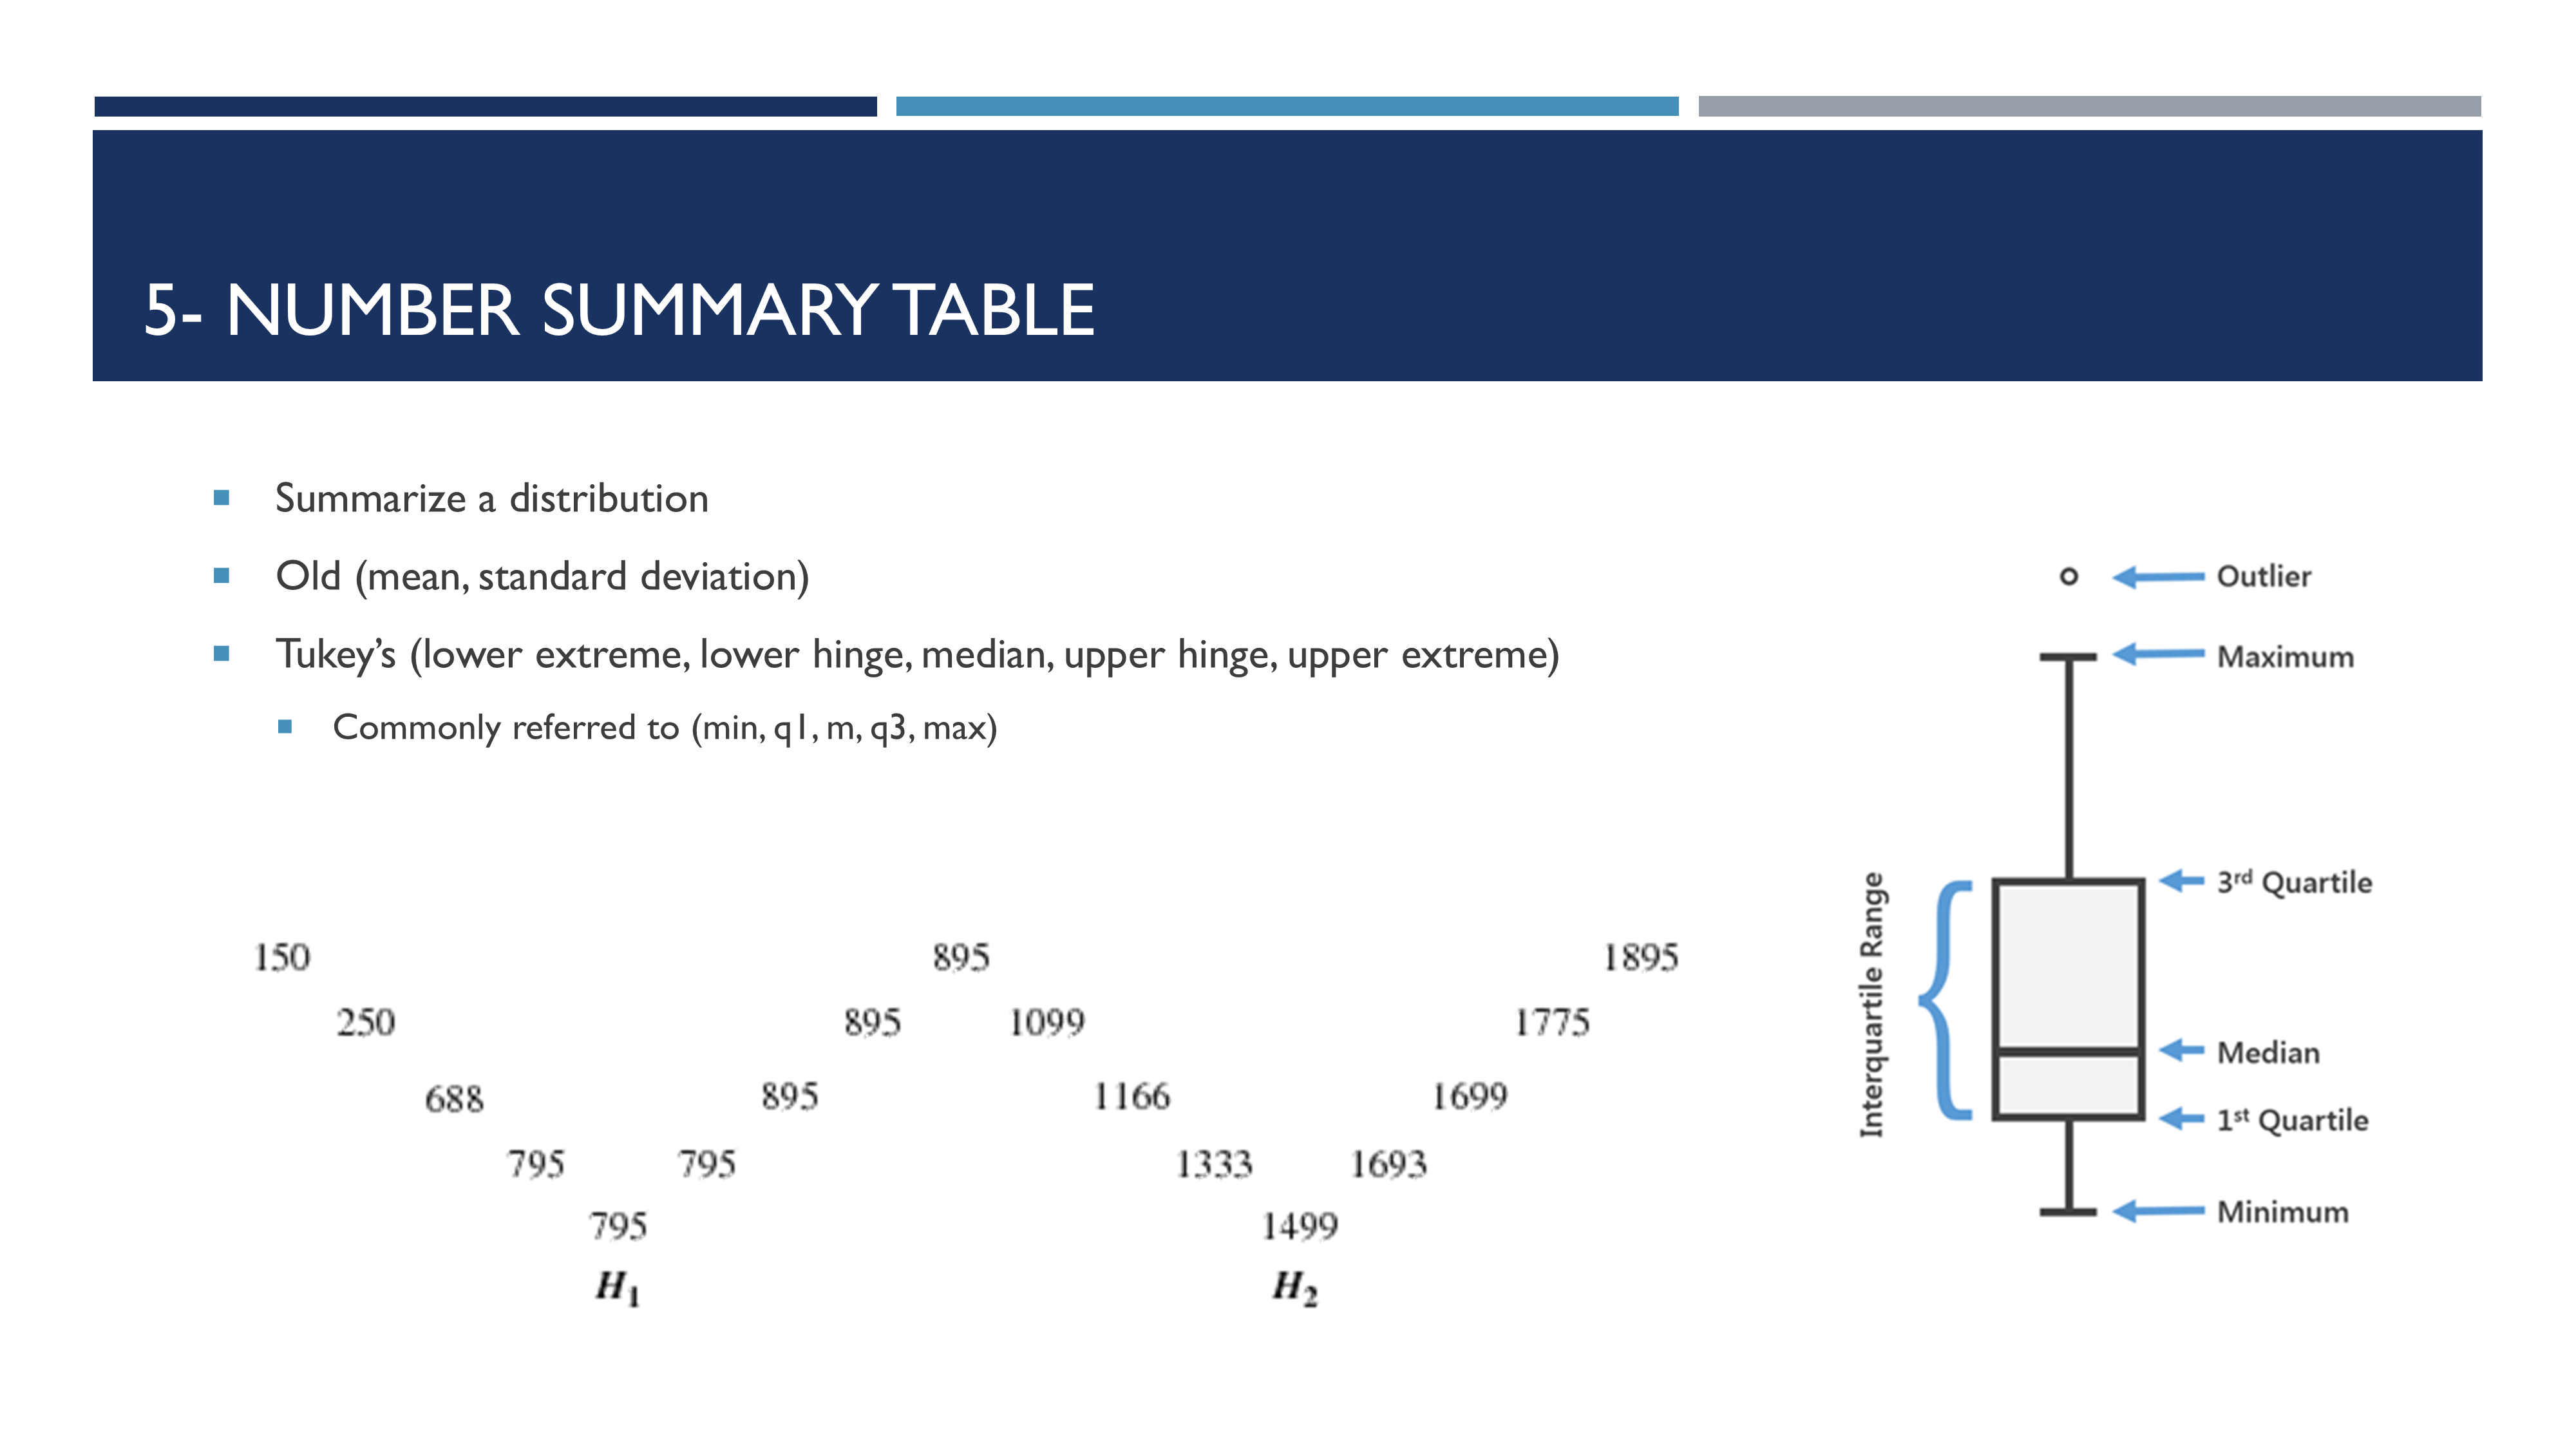 5- NUMBER SUMMARY TABLE
Summarize a distribution
Old (mean, standard deviation)
Tukey’s (lower extreme, lower hinge, median, upper hinge, upper extreme)
Commonly referred to (min, q1, m, q3, max)
150 895 1895
250 895 1099 1775
688 895 1166 1699
795 795 1333 1693
795 1499
H1 H2
Outlier
Maximum
3rd Quartile
Interquartile Range
Median
1st Quartile
Minimum